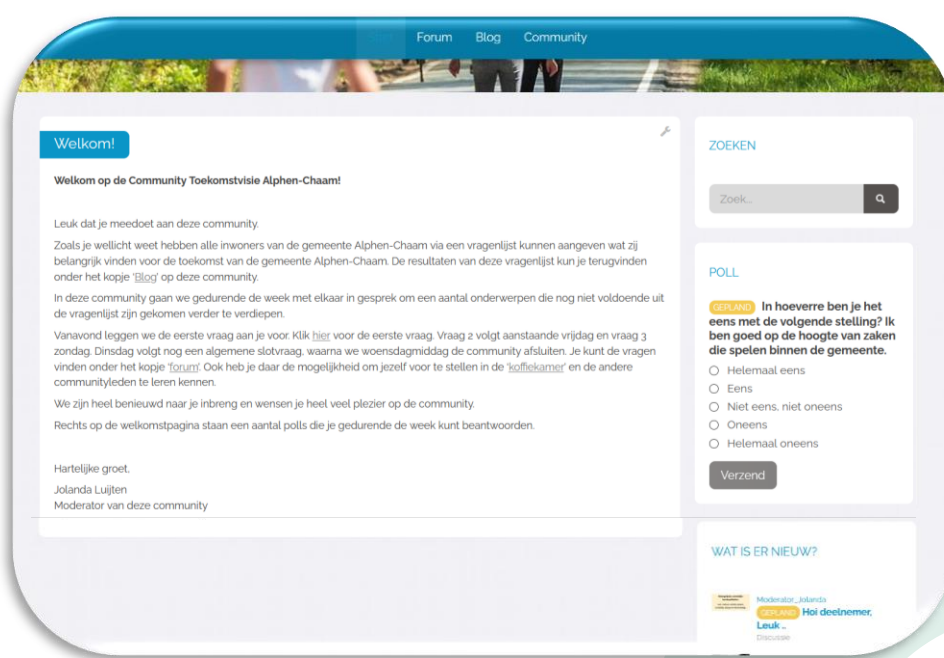 Forum Blog Community
Welkom!
Welkom op de Community Toekomstvisie Alphen-Chaam!
Leuk dat je meedoet aan deze community.
Zoals je wellicht weet hebben alle inwoners van de gemeente Alphen-Chaam via een vragenlijst kunnen aangeven wat zij
belangrijk vinden voor de toekomst van de gemeente Alphen-Chaam. De resultaten van deze vragenlijst kun je terugvinden
onder het kopje 'Blog' op deze community.
In deze community gaan we gedurende de week met elkaar in gesprek om een aantal onderwerpen die nog niet voldoende uit
de vragenlijst zijn gekomen verder te verdiepen.
Vanavond leggen we de eerste vraag aan je voor. Klik hier voor de eerste vraag. Vraag 2 volgt aanstaande vrijdag en vraag 3
zondag. Dinsdag volgt nog een algemene slotvraag, waarna we woensdagmiddag de community afsluiten. Je kunt de vragen
vinden onder het kopje 'forum'. Ook heb je daar de mogelijkheid om jezelf voor te stellen in de 'koffiekamer' en de andere
communityleden te leren kennen.
We zijn heel benieuwd naar je inbreng en wensen je heel veel plezier op de community.
Rechts op de welkomstpagina staan een aantal polls die je gedurende de week kunt beantwoorden.
Hartelijke groet,
Jolanda Luijten
Moderator van deze community
ZOEKEN
Zoek...
POLL
GEPLAND In hoeverre ben je het
eens met de volgende stelling? Ik
ben goed op de hoogte van zaken
die spelen binnen de gemeente.
Helemaal eens
Eens
Niet eens, niet oneens
Oneens
Helemaal oneens
Verzend
WAT IS ER NIEUW?
Moderator_Jolanda
GEPLAND Hoi deelnemer,
Leuk ...
Discussie